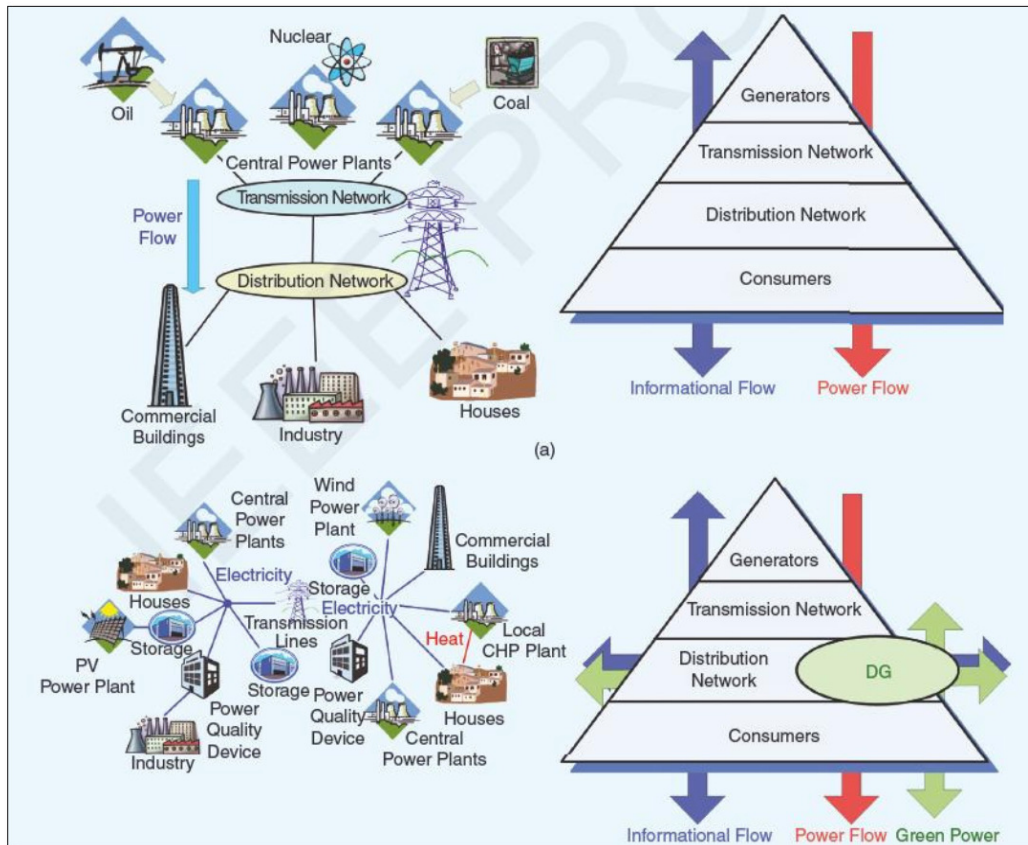 Nuclear
Oil
Coal
Central Power Plants
Transmission Network
Power
Flow
Distribution Network
Commercial
Buildings
Industry
Houses
Generators
Transmission Network
Distribution Network
Consumers
Informational Flow
Power Flow
(a)
Central
Power
Plants
Wind
Power
Plant
Commercial
Buildings
Electricity
Storage
Houses
Electricity
Transmission
Lines
Storage
Heat
Local
CHP Plant
PV
Power Plant
Storage
Power
Quality
Device
Power
Quality
Device
Houses
Central
Power Plants
Industry
Generators
Transmission Network
Distribution
Network
DG
Consumers
Informational Flow
Power Flow
Green Power
IEEE PRO